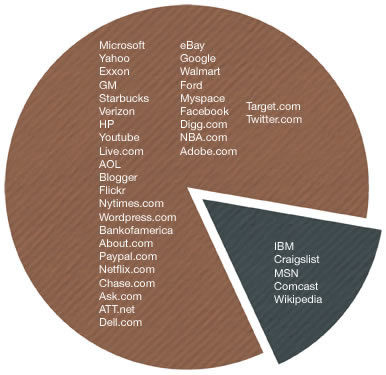 Microsoft
Yahoo
Exxon
GM
Starbucks
Verizon
HP
Youtube
Live.com
AOL
Blogger
Flickr
Nytimes.com
Wordpress.com
Bankofamerica
About.com
Paypal.com
Netflix.com
Chase.com
Ask.com
ATT.net
Dell.com
eBay
Google
Walmart
Ford
Myspace
Facebook
Digg.com
NBA.com
Adobe.com
Target.com
Twitter.com
IBM
Craigslist
MSN
Comcast
Wikipedia